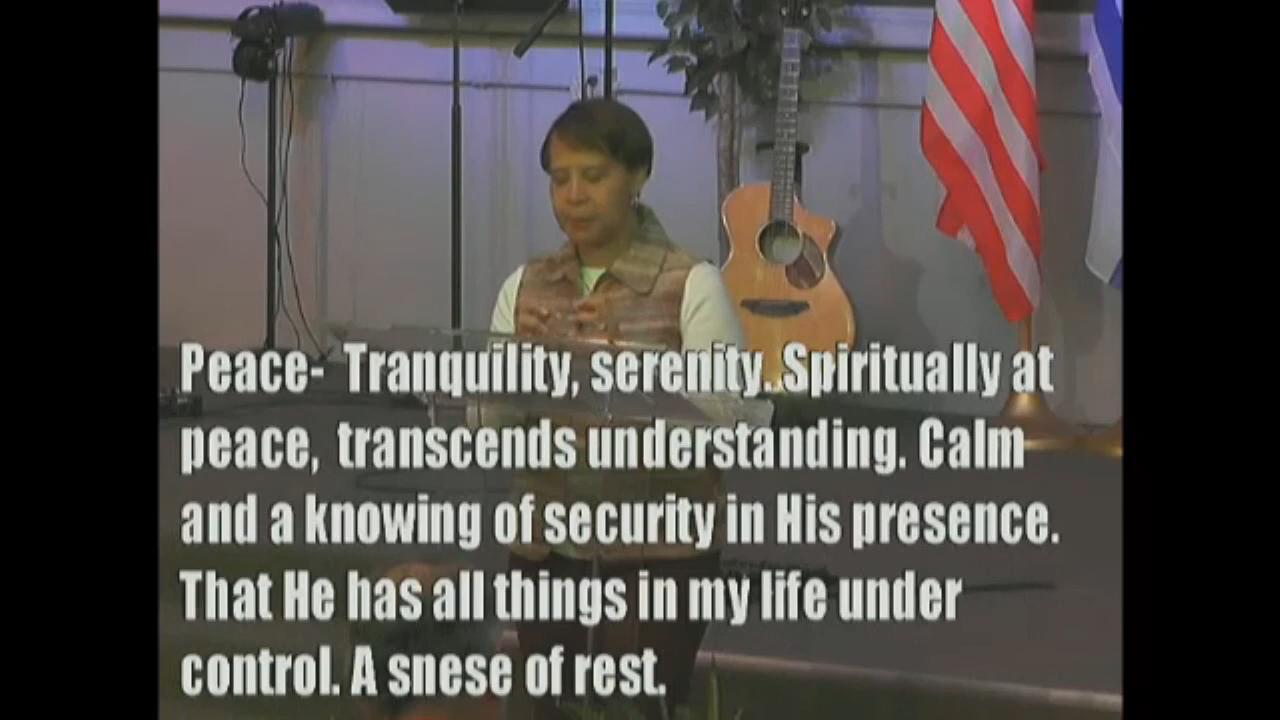 Peace- Tranquility, serenity. Spiritually at
peace, transcends understanding. Calm
and a knowing of security in His presence.
That He has all things in my life under
control. A snese of rest.